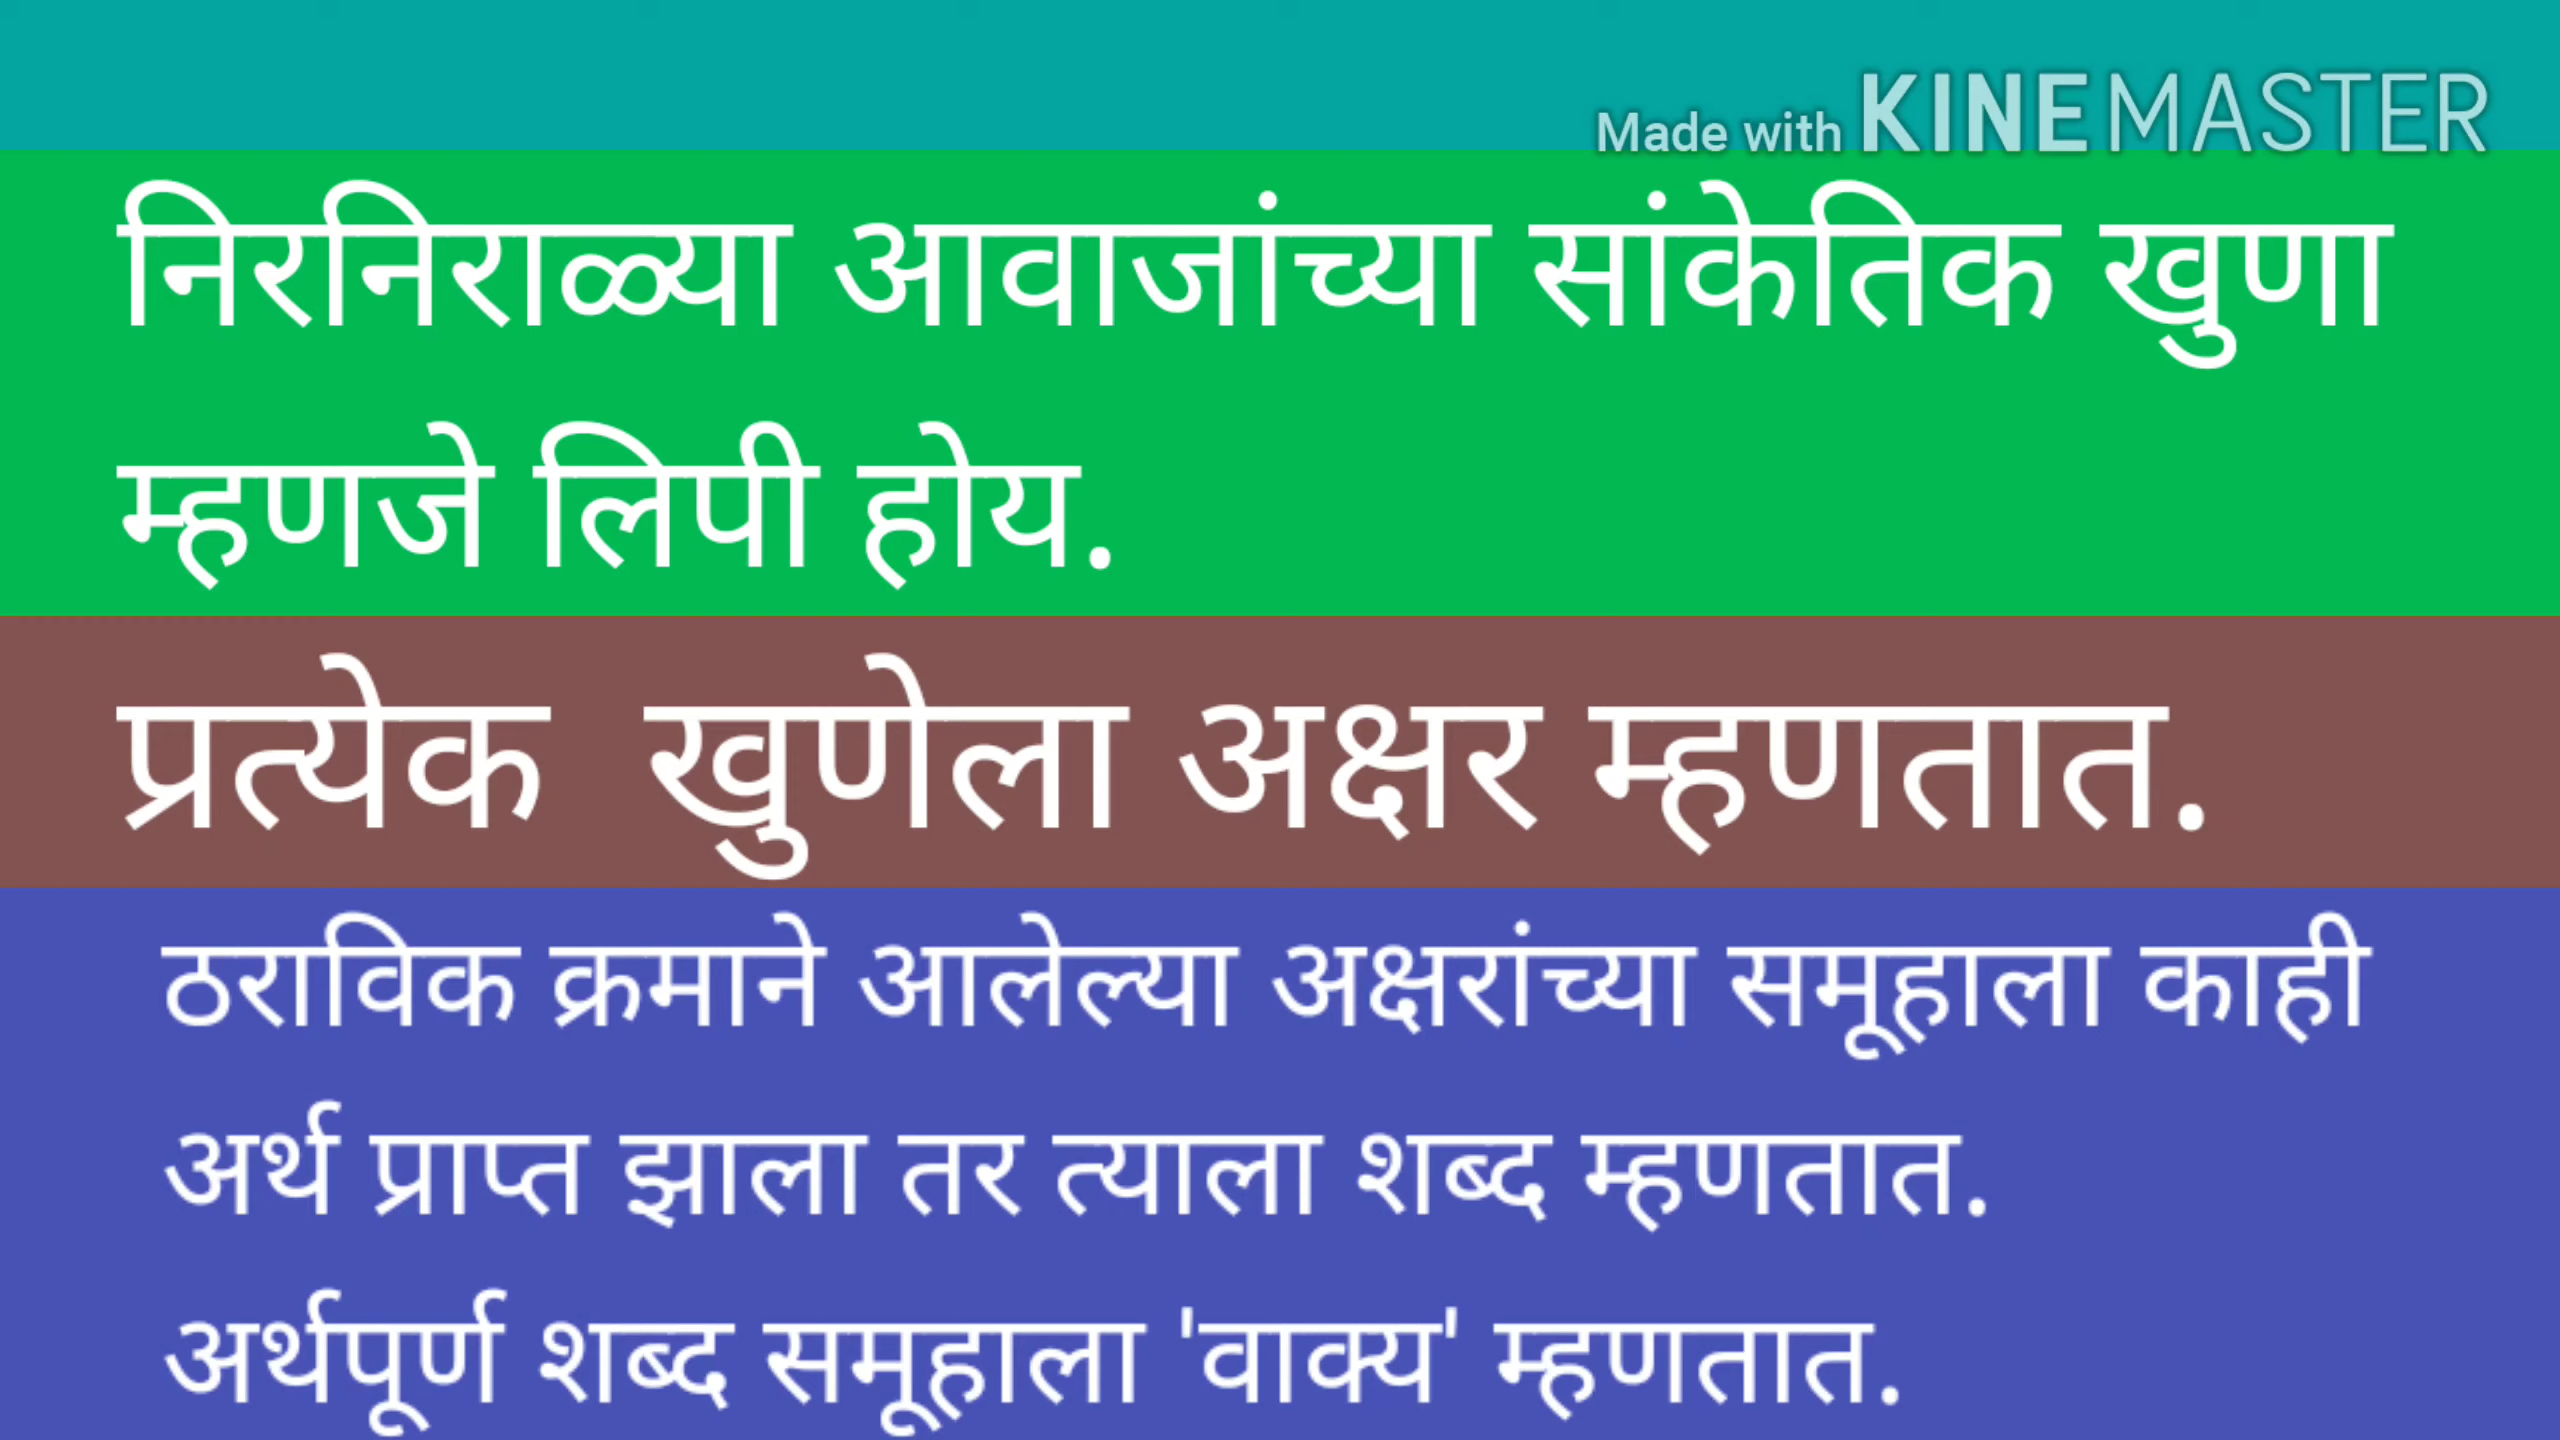 Made with KINEMASTER
निरनिराळ्या आवाजांच्या सांकेतिक खुणा
म्हणजे लिपी होय.
प्रत्येक  खुणेला अक्षर म्हणतात.
ठराविक क्रमाने आलेल्या अक्षरांच्या समूहाला काही
अर्थ प्राप्त झाला तर त्याला शब्द म्हणतात.
अर्थपूर्ण शब्द समूहाला 'वाक्य' म्हणतात.